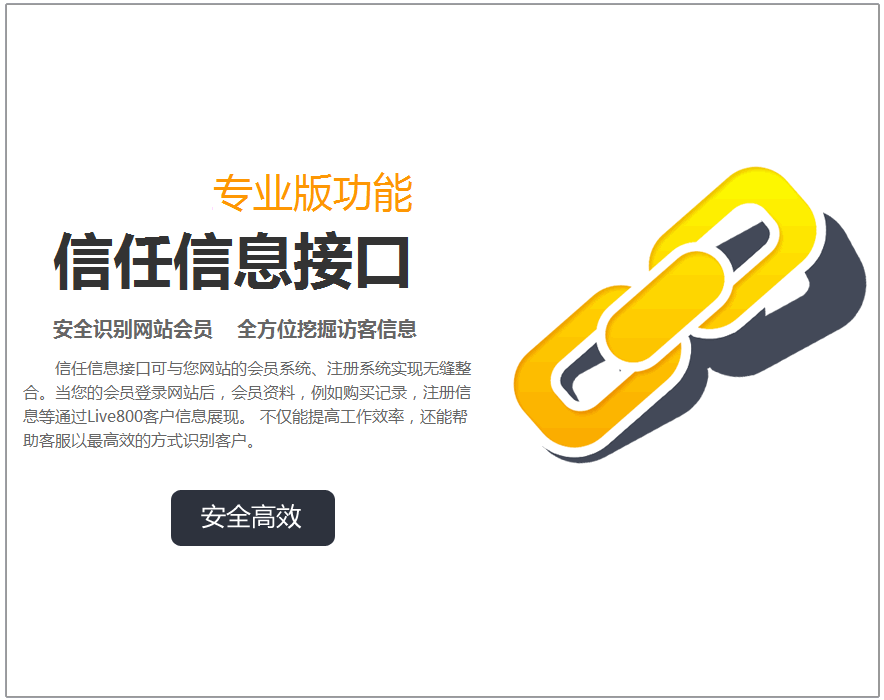 专业版功能
信任信息接口
安全识别网站会员 全方位挖掘访客信息
信任信息接口可与您网站的会员系统、注册系统实现无缝整
合。当您的会员登录网站后，会员资料，例如购买记录，注册信
息等通过Live800客户信息展现。 不仅能提高工作效率，还能帮
助客服以最高效的方式识别客户。
安全高效